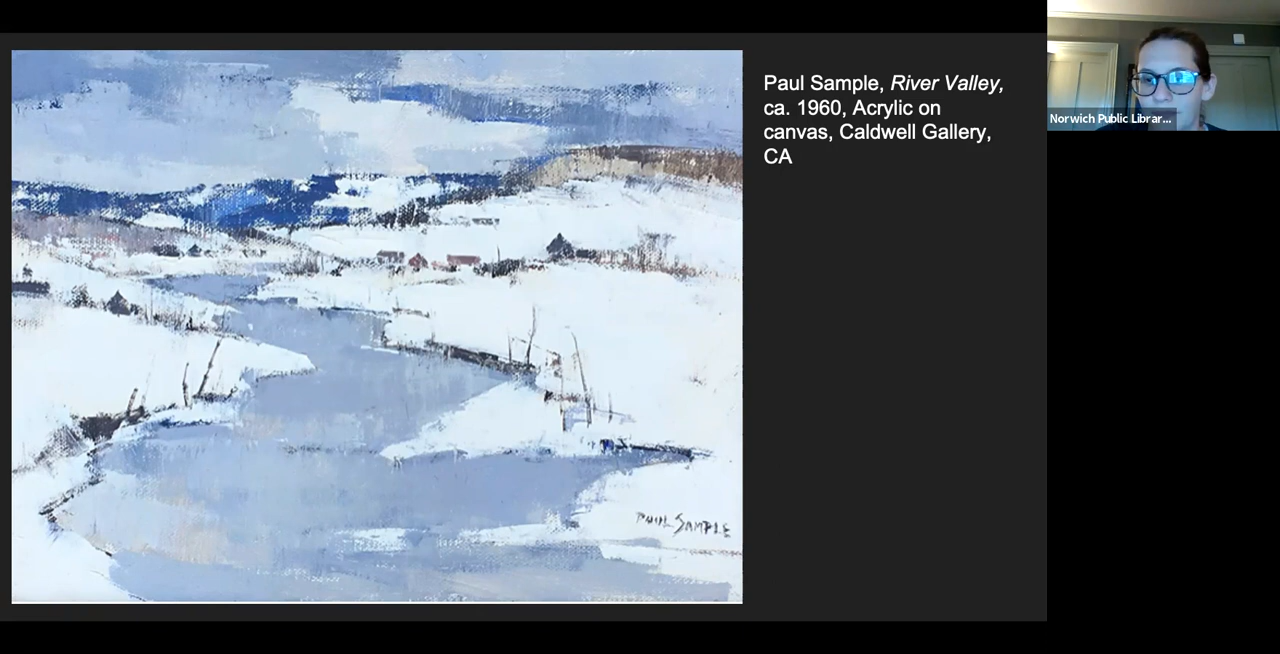 Paul Sample, River Valley,
ca. 1960, Acrylic on
canvas, Caldwell Gallery,
CA
Norwich Public Librar...
PAUL SAMPLE